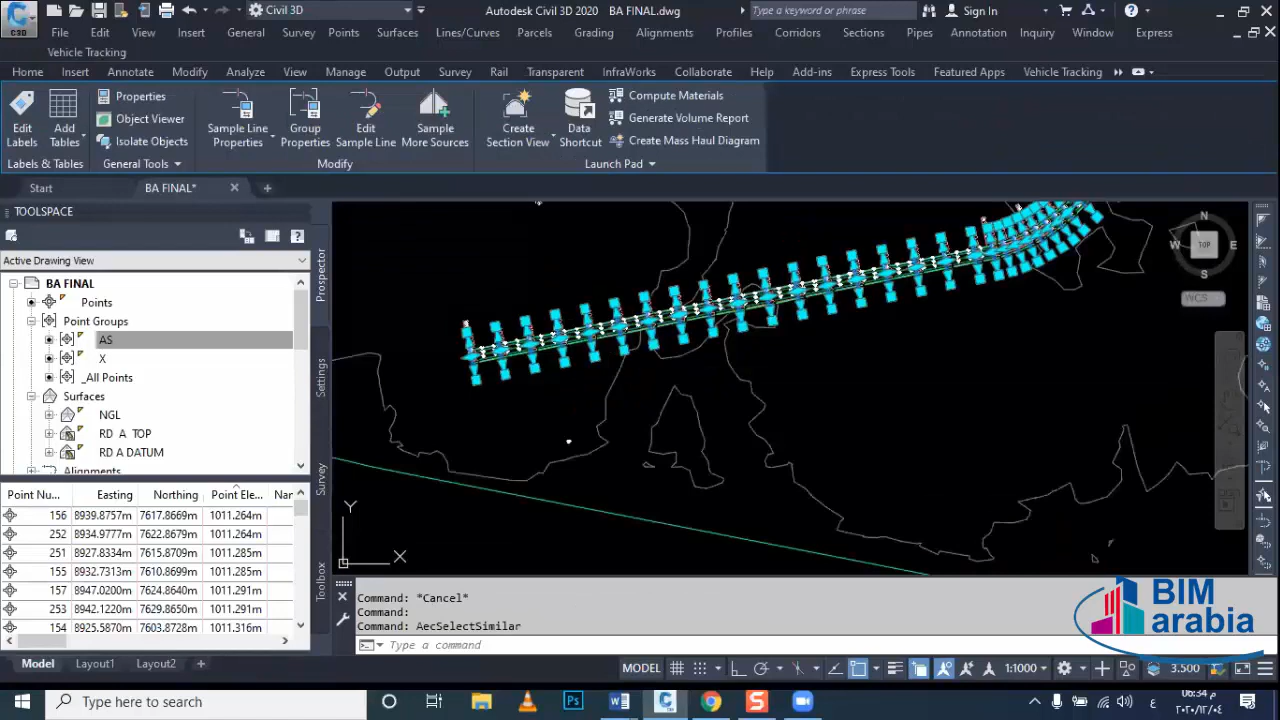 C3D
Civil 3D
Autodesk Civil 3D 2020 BA FINAL.dwg
Type a keyword or phrase
Sign In
File Edit View Insert General Survey Points Surfaces Lines/Curves Parcels Grading Alignments Profiles Corridors Sections Pipes Annotation Inquiry Window Express
Vehicle Tracking
Home Insert Annotate Modify Analyze View Manage Output Survey Rail Transparent InfraWorks Collaborate Help Add-ins Express Tools Featured Apps Vehicle Tracking
Edit Labels
Add Tables
Properties
Object Viewer
Isolate Objects
Sample Line Properties
Group Properties
Edit Sample Line
Sample More Sources
Create Section View
Data Shortcut
Compute Materials
Generate Volume Report
Create Mass Haul Diagram
Labels & Tables General Tools Modify Launch Pad
Start BA FINAL*
TOOLSPACE
Active Drawing View
BA FINAL
Points
Point Groups
AS
X
_All Points
Surfaces
NGL
RD A TOP
RD A DATUM
Alignments
Prospector
Settings
Survey
Toolbox
Point Nu... Easting Northing Point Ele... Nar
156 8939.8757m 7617.8669m 1011.264m
252 8934.9777m 7622.8679m 1011.264m
251 8927.8334m 7615.8709m 1011.285m
155 8932.7313m 7610.8699m 1011.285m
157 8947.0200m 7624.8640m 1011.291m
253 8942.1220m 7629.8650m 1011.291m
154 8925.5870m 7603.8728m 1011.316m
N
W TOP E
S
WCS
Y
X
Command: *Cancel*
Command:
Command: AecSelectSimilar
Type a command
BIM
arabia
Model Layout1 Layout2
MODEL 1:1000 3.500
Type here to search
Ps W C3D S
ع
٠٦:٣٤ م
٢٠٢٠/١٢/٠٤